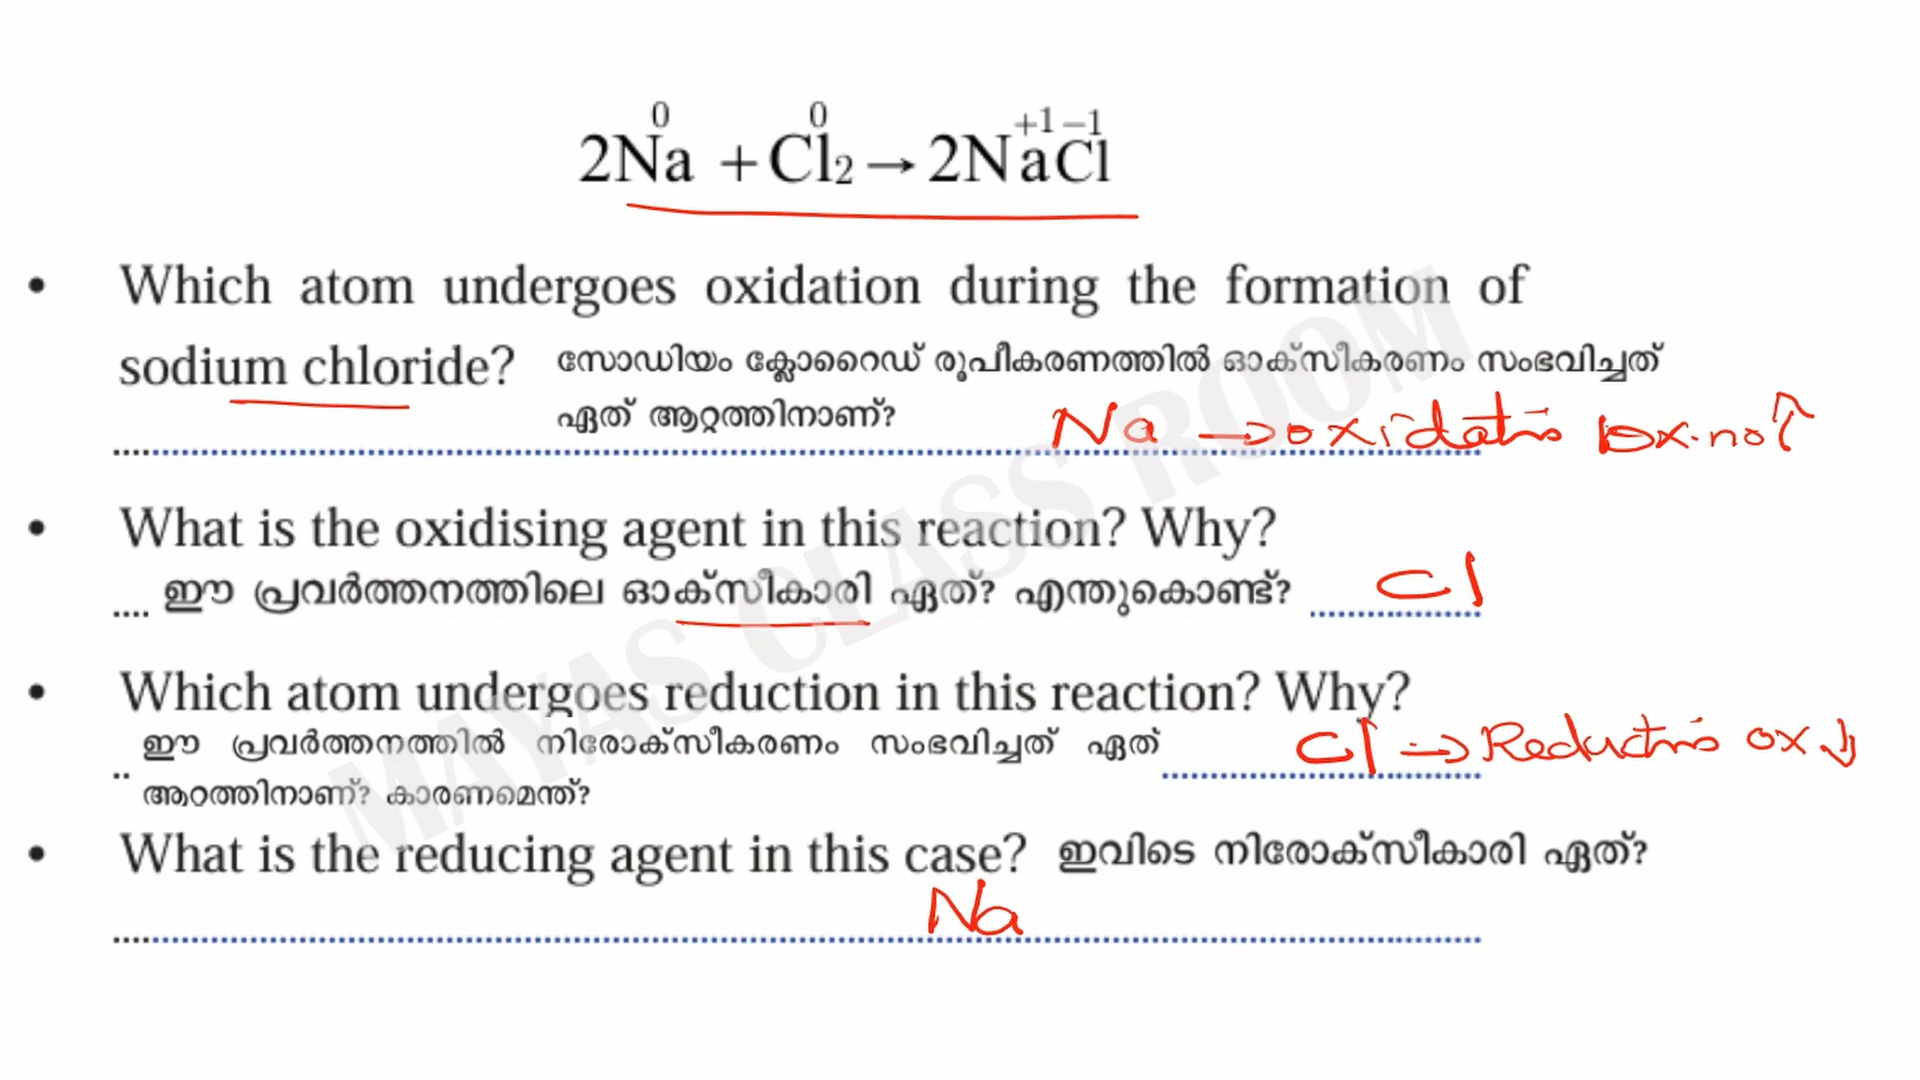 0 0 +1 -1
2Na + Cl2 → 2NaCl
• Which atom undergoes oxidation during the formation of
sodium chloride? സോഡിയം ക്ലോറൈഡ് രൂപീകരണത്തിൽ ഓക്സീകരണം സംഭവിച്ചത്
ഏത് ആറ്റത്തിനാണ്?
Na → oxidation Ox.no↑
• What is the oxidising agent in this reaction? Why?
.... ഈ പ്രവർത്തനത്തിലെ ഓക്സീകാരി ഏത്? എന്തുകൊണ്ട്? Cl
• Which atom undergoes reduction in this reaction? Why?
ഈ പ്രവർത്തനത്തിൽ നിരോക്സീകരണം സംഭവിച്ചത് ഏത്
Cl → Reduction ox ↓
ആറ്റത്തിനാണ്? കാരണമെന്ത്?
• What is the reducing agent in this case? ഇവിടെ നിരോക്സീകാരി ഏത്?
Na
MAYAS CLASS ROOM